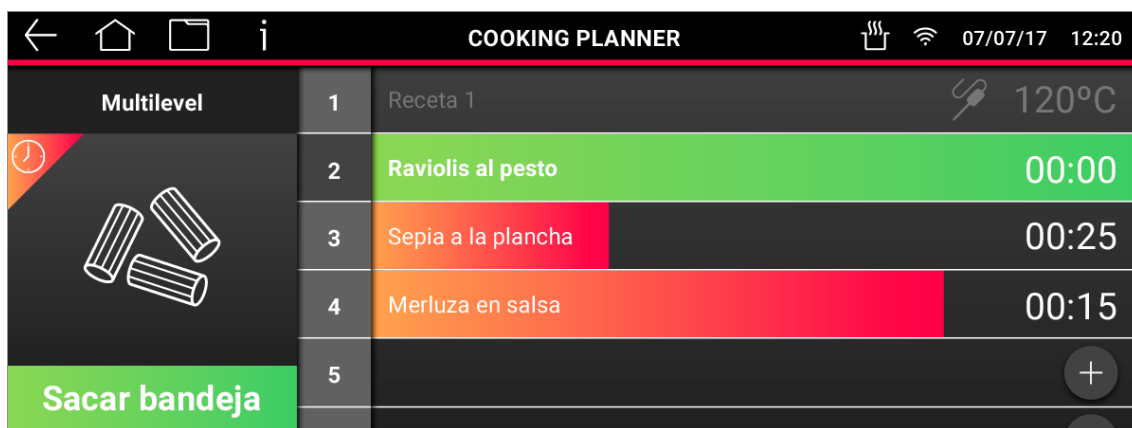 COOKING PLANNER 07/07/17 12:20
Multilevel
1 Receta 1 120ºC
2 Raviolis al pesto 00:00
3 Sepia a la plancha 00:25
4 Merluza en salsa 00:15
5 +
Sacar bandeja